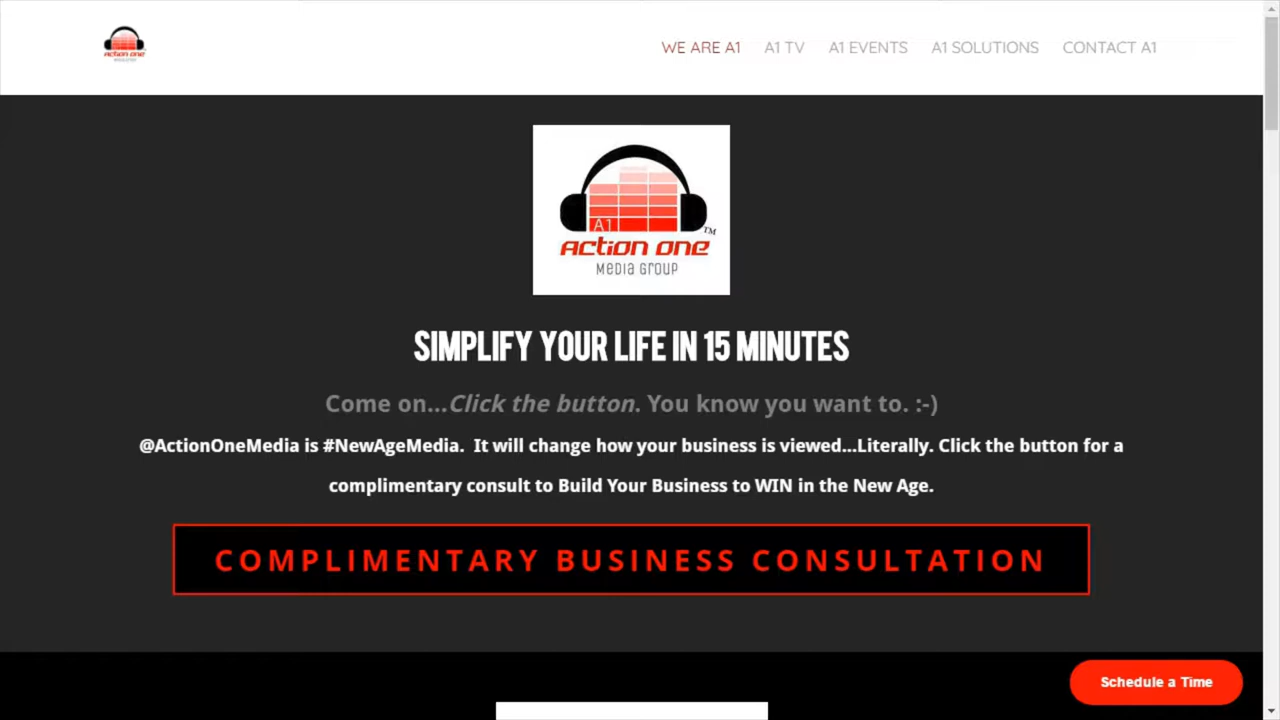 action one
WE ARE A1 A1 TV A1 EVENTS A1 SOLUTIONS CONTACT A1
A1
TM
action one
Media Group
SIMPLIFY YOUR LIFE IN 15 MINUTES
Come on...Click the button. You know you want to. :-)
@ActionOneMedia is #NewAgeMedia. It will change how your business is viewed...Literally. Click the button for a
complimentary consult to Build Your Business to WIN in the New Age.
COMPLIMENTARY BUSINESS CONSULTATION
Schedule a Time